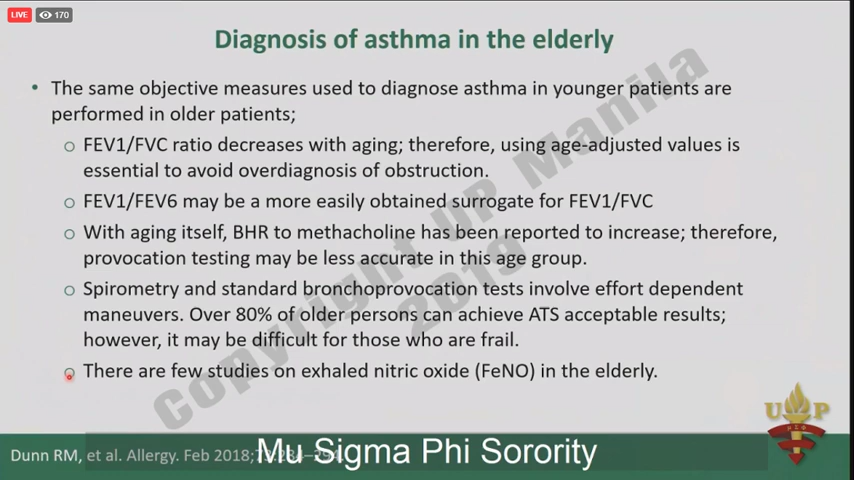 LIVE 170
Diagnosis of asthma in the elderly
• The same objective measures used to diagnose asthma in younger patients are
performed in older patients;
o FEV1/FVC ratio decreases with aging; therefore, using age-adjusted values is
essential to avoid overdiagnosis of obstruction.
o FEV1/FEV6 may be a more easily obtained surrogate for FEV1/FVC
o With aging itself, BHR to methacholine has been reported to increase; therefore,
provocation testing may be less accurate in this age group.
o Spirometry and standard bronchoprovocation tests involve effort dependent
maneuvers. Over 80% of older persons can achieve ATS acceptable results;
however, it may be difficult for those who are frail.
o There are few studies on exhaled nitric oxide (FeNO) in the elderly.
Copyright UP Manila
2019
UP
ΜΣΦ
Dunn RM, et al. Allergy. Feb 2018;
Mu Sigma Phi Sorority